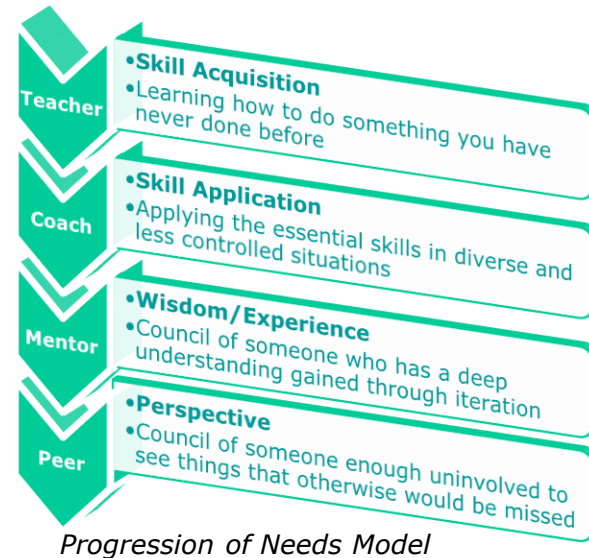 Teacher
•Skill Acquisition
•Learning how to do something you have
never done before
Coach
•Skill Application
•Applying the essential skills in diverse and
less controlled situations
Mentor
•Wisdom/Experience
•Council of someone who has a deep
understanding gained through iteration
Peer
•Perspective
•Council of someone enough uninvolved to
see things that otherwise would be missed
Progression of Needs Model